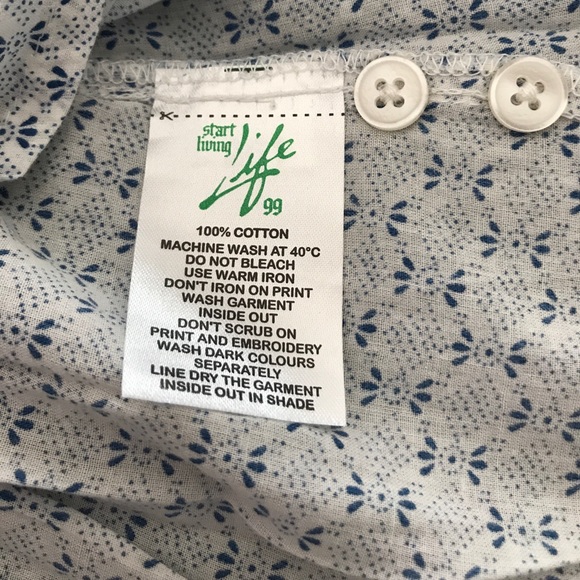 start
living
Life
99
100% COTTON
MACHINE WASH AT 40°C
DO NOT BLEACH
USE WARM IRON
DON'T IRON ON PRINT
WASH GARMENT
INSIDE OUT
DON'T SCRUB ON
PRINT AND EMBROIDERY
WASH DARK COLOURS
SEPARATELY
LINE DRY THE GARMENT
INSIDE OUT IN SHADE